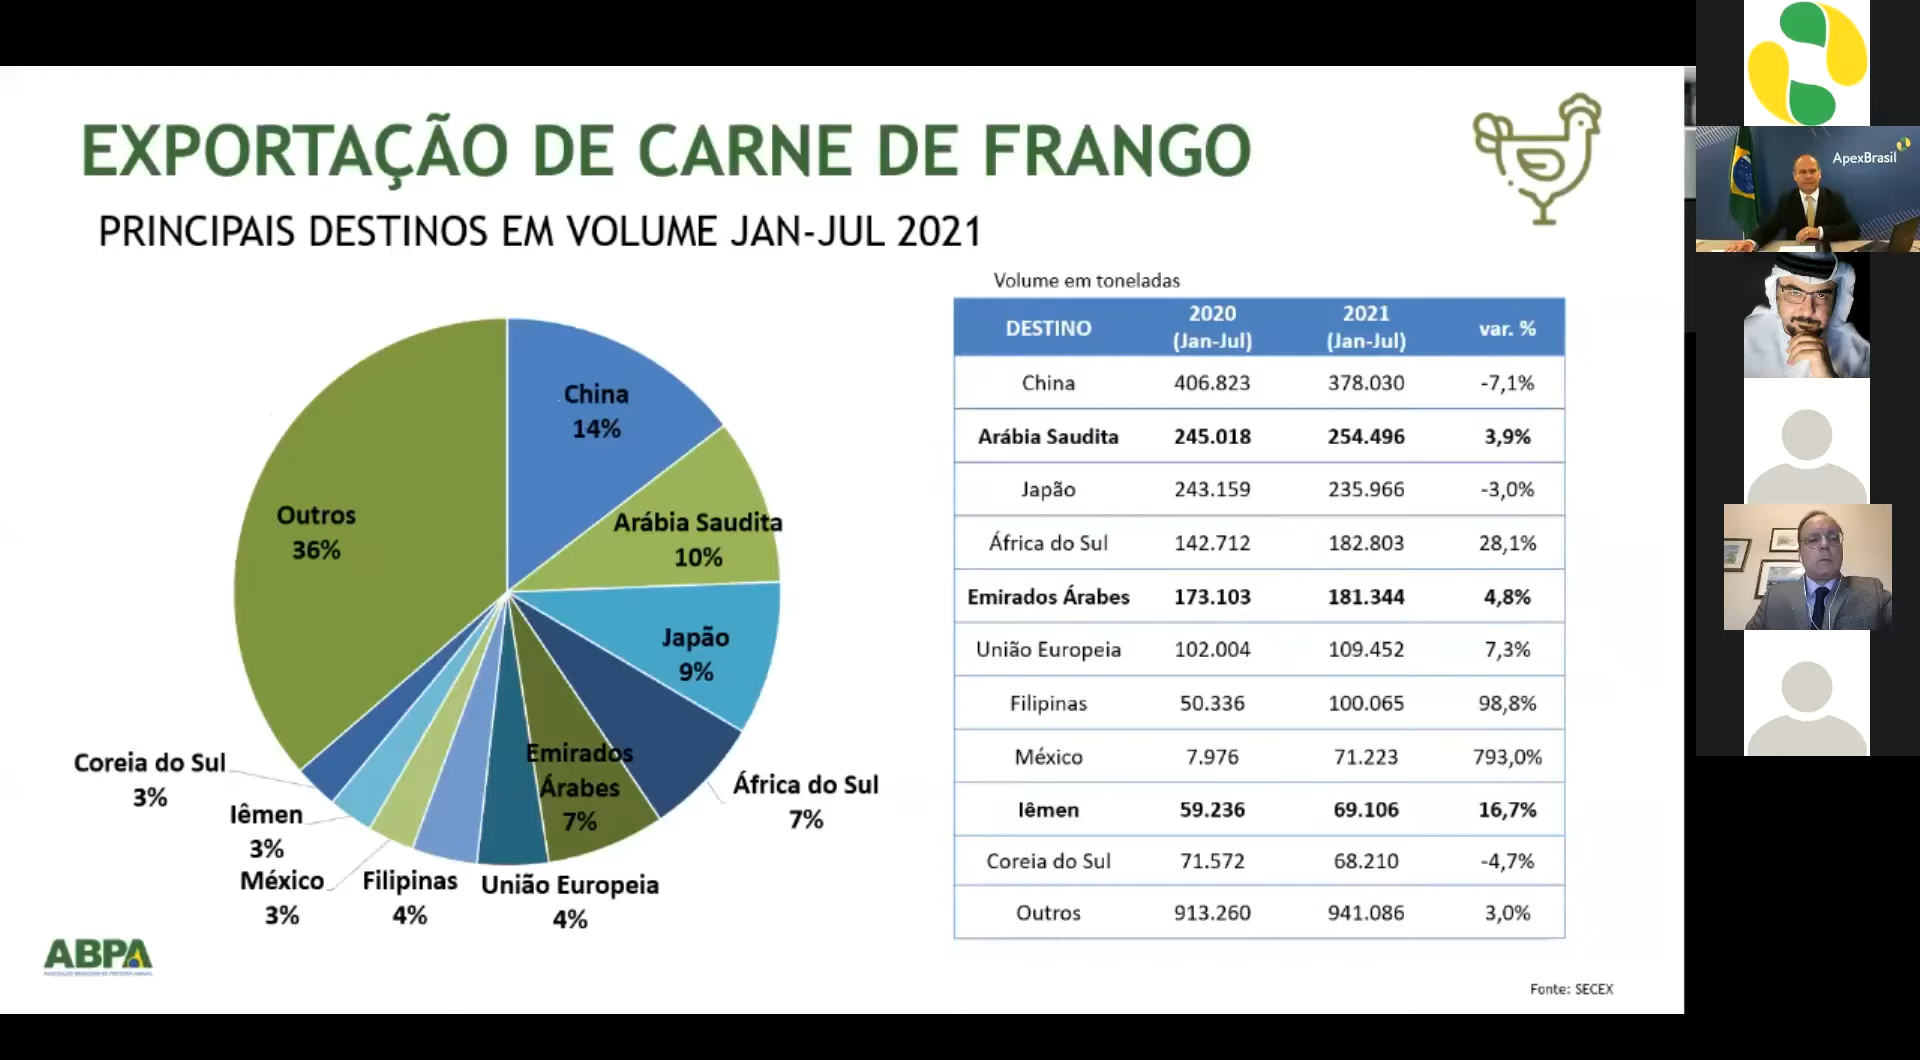 EXPORTAÇÃO DE CARNE DE FRANGO
PRINCIPAIS DESTINOS EM VOLUME JAN-JUL 2021
China
14%
Arábia Saudita
10%
Japão
9%
África do Sul
7%
Emirados
Árabes
7%
União Europeia
4%
Filipinas
4%
México
3%
Iêmen
3%
Coreia do Sul
3%
Outros
36%
Volume em toneladas
DESTINO 2020 (Jan-Jul) 2021 (Jan-Jul) var. %
China 406.823 378.030 -7,1%
Arábia Saudita 245.018 254.496 3,9%
Japão 243.159 235.966 -3,0%
África do Sul 142.712 182.803 28,1%
Emirados Árabes 173.103 181.344 4,8%
União Europeia 102.004 109.452 7,3%
Filipinas 50.336 100.065 98,8%
México 7.976 71.223 793,0%
Iêmen 59.236 69.106 16,7%
Coreia do Sul 71.572 68.210 -4,7%
Outros 913.260 941.086 3,0%
ABPA
Fonte: SECEX
ApexBrasil